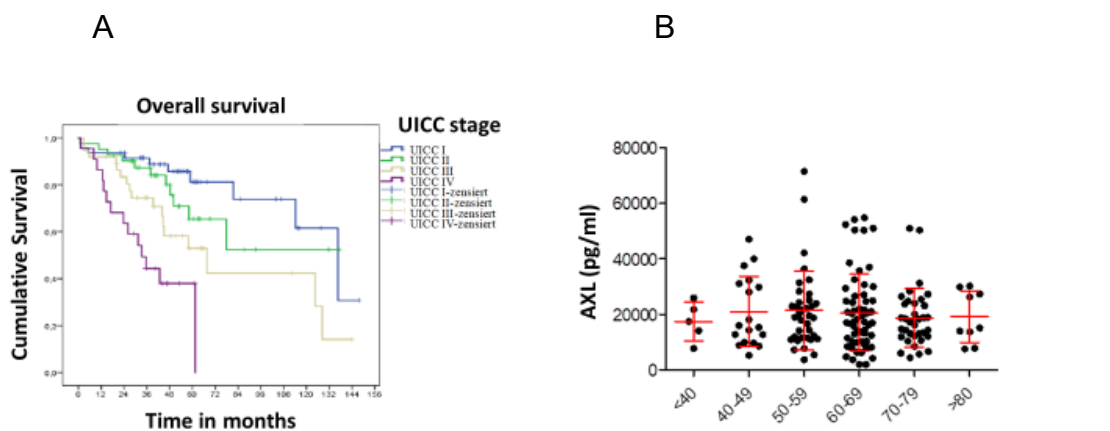 A
B
Overall survival
UICC stage
UICC I
UICC II
UICC III
UICC IV
UICC I-zensiert
UICC II-zensiert
UICC III-zensiert
UICC IV-zensiert
Cumulative Survival
1,0
0,8
0,6
0,4
0,2
0,0
0 12 24 36 48 60 72 84 96 108 120 132 144 156
Time in months
AXL (pg/ml)
80000
60000
40000
20000
0
<40 40-49 50-59 60-69 70-79 >80